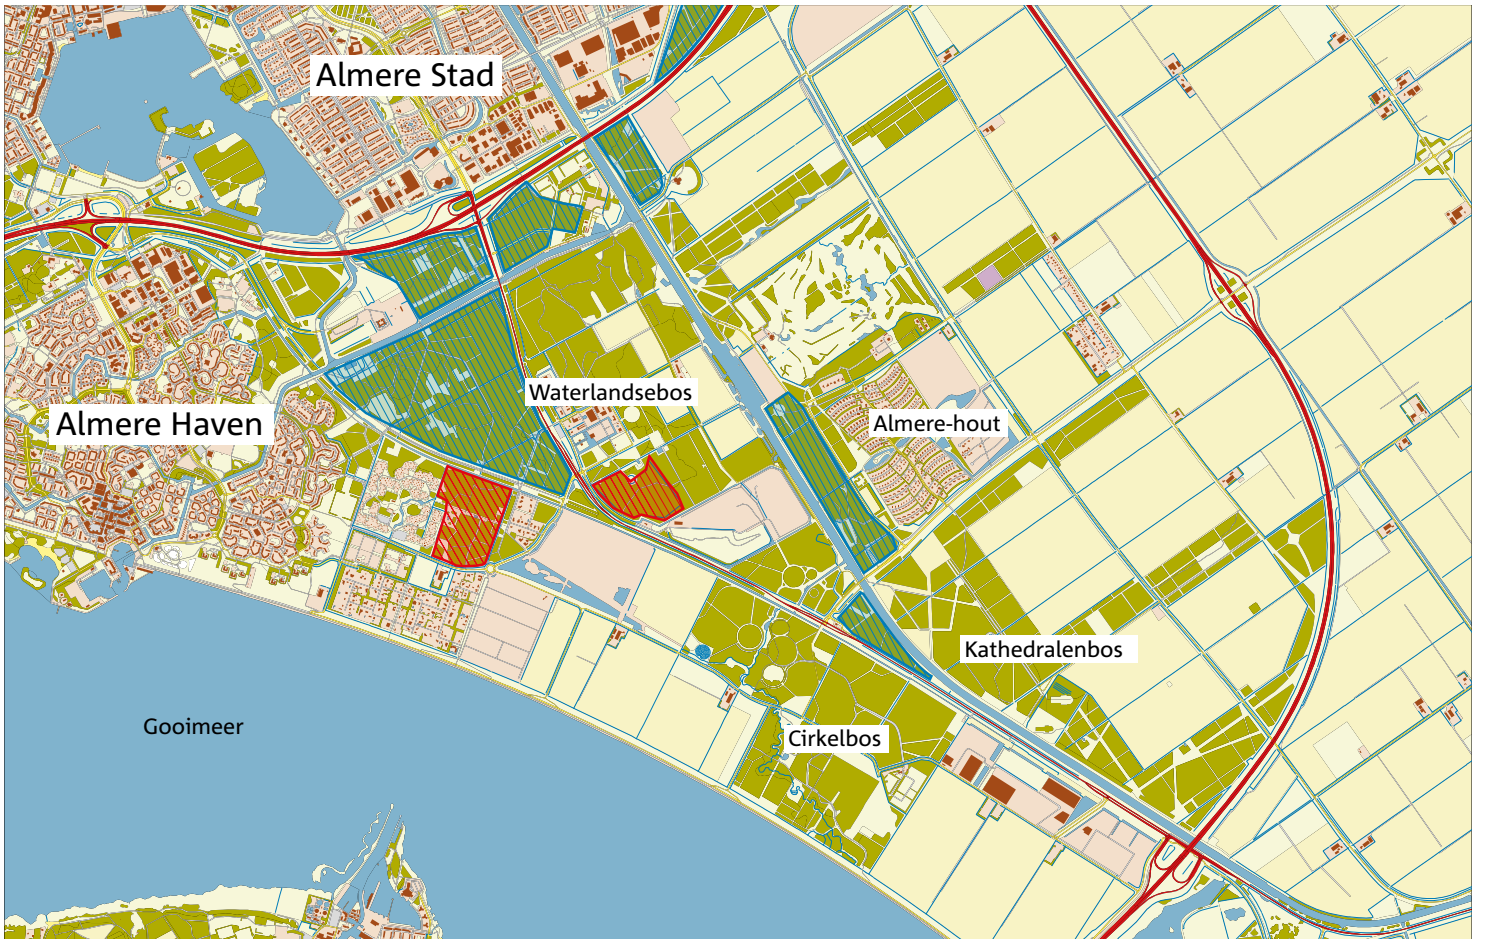 Almere Stad
Waterlandsebos
Almere Haven
Almere-hout
Kathedralenbos
Gooimeer
Cirkelbos